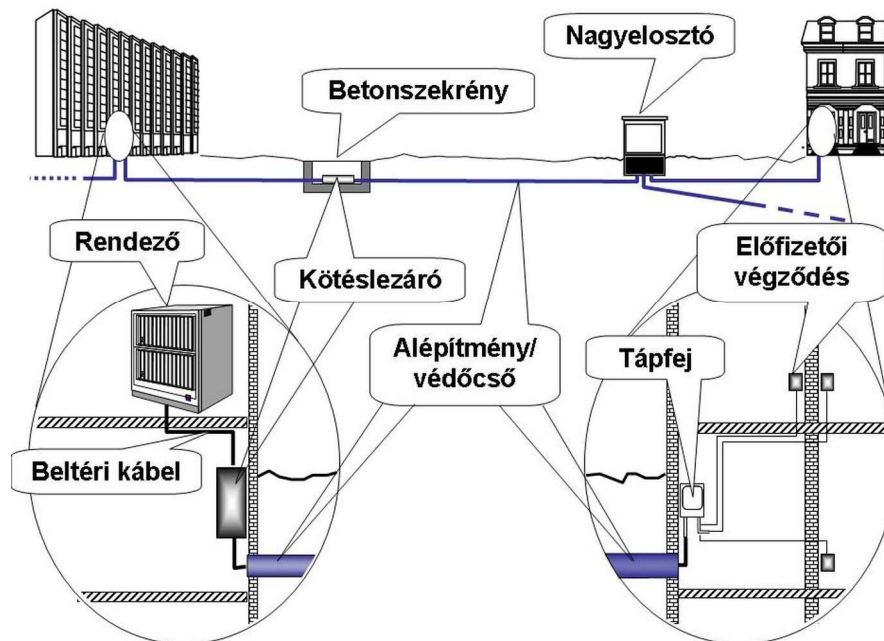 Nagyelosztó
Betonszekrény
Rendező
Kötéslezáró
Előfizetői
végződés
Alépítmény/
védőcső
Tápfej
Beltéri kábel